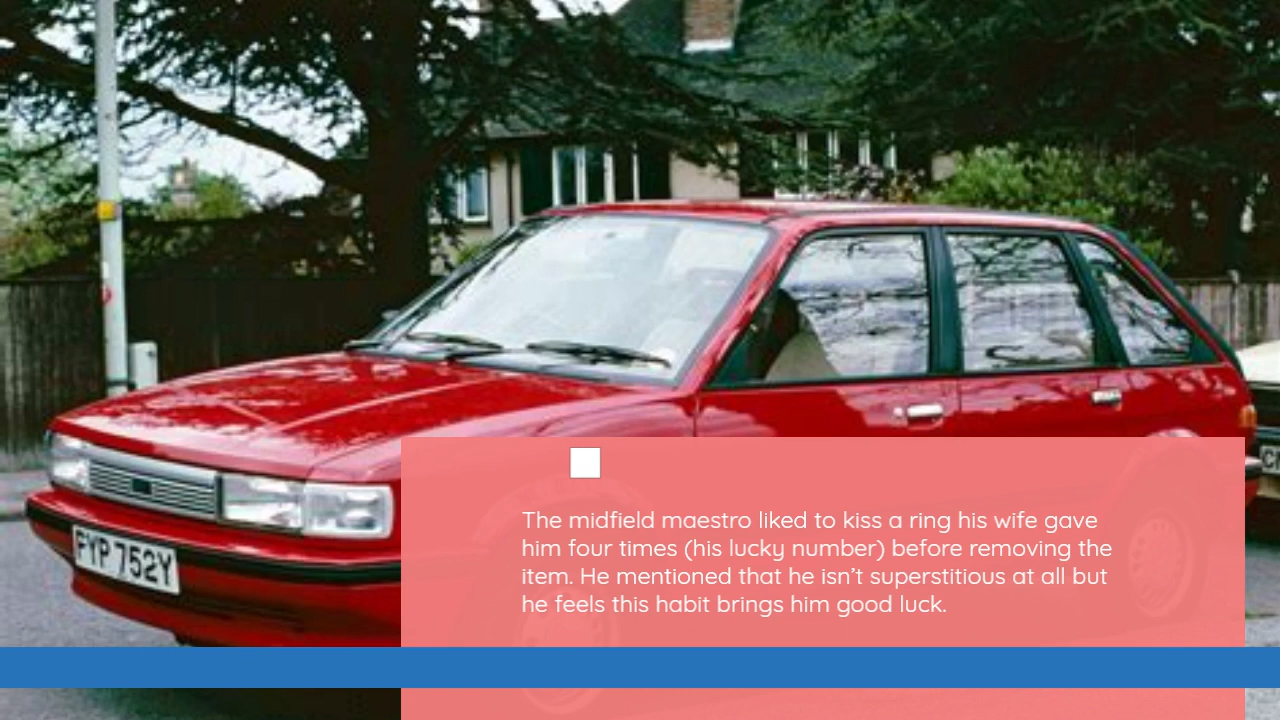 FYP 752Y
The midfield maestro liked to kiss a ring his wife gave
him four times (his lucky number) before removing the
item. He mentioned that he isn’t superstitious at all but
he feels this habit brings him good luck.